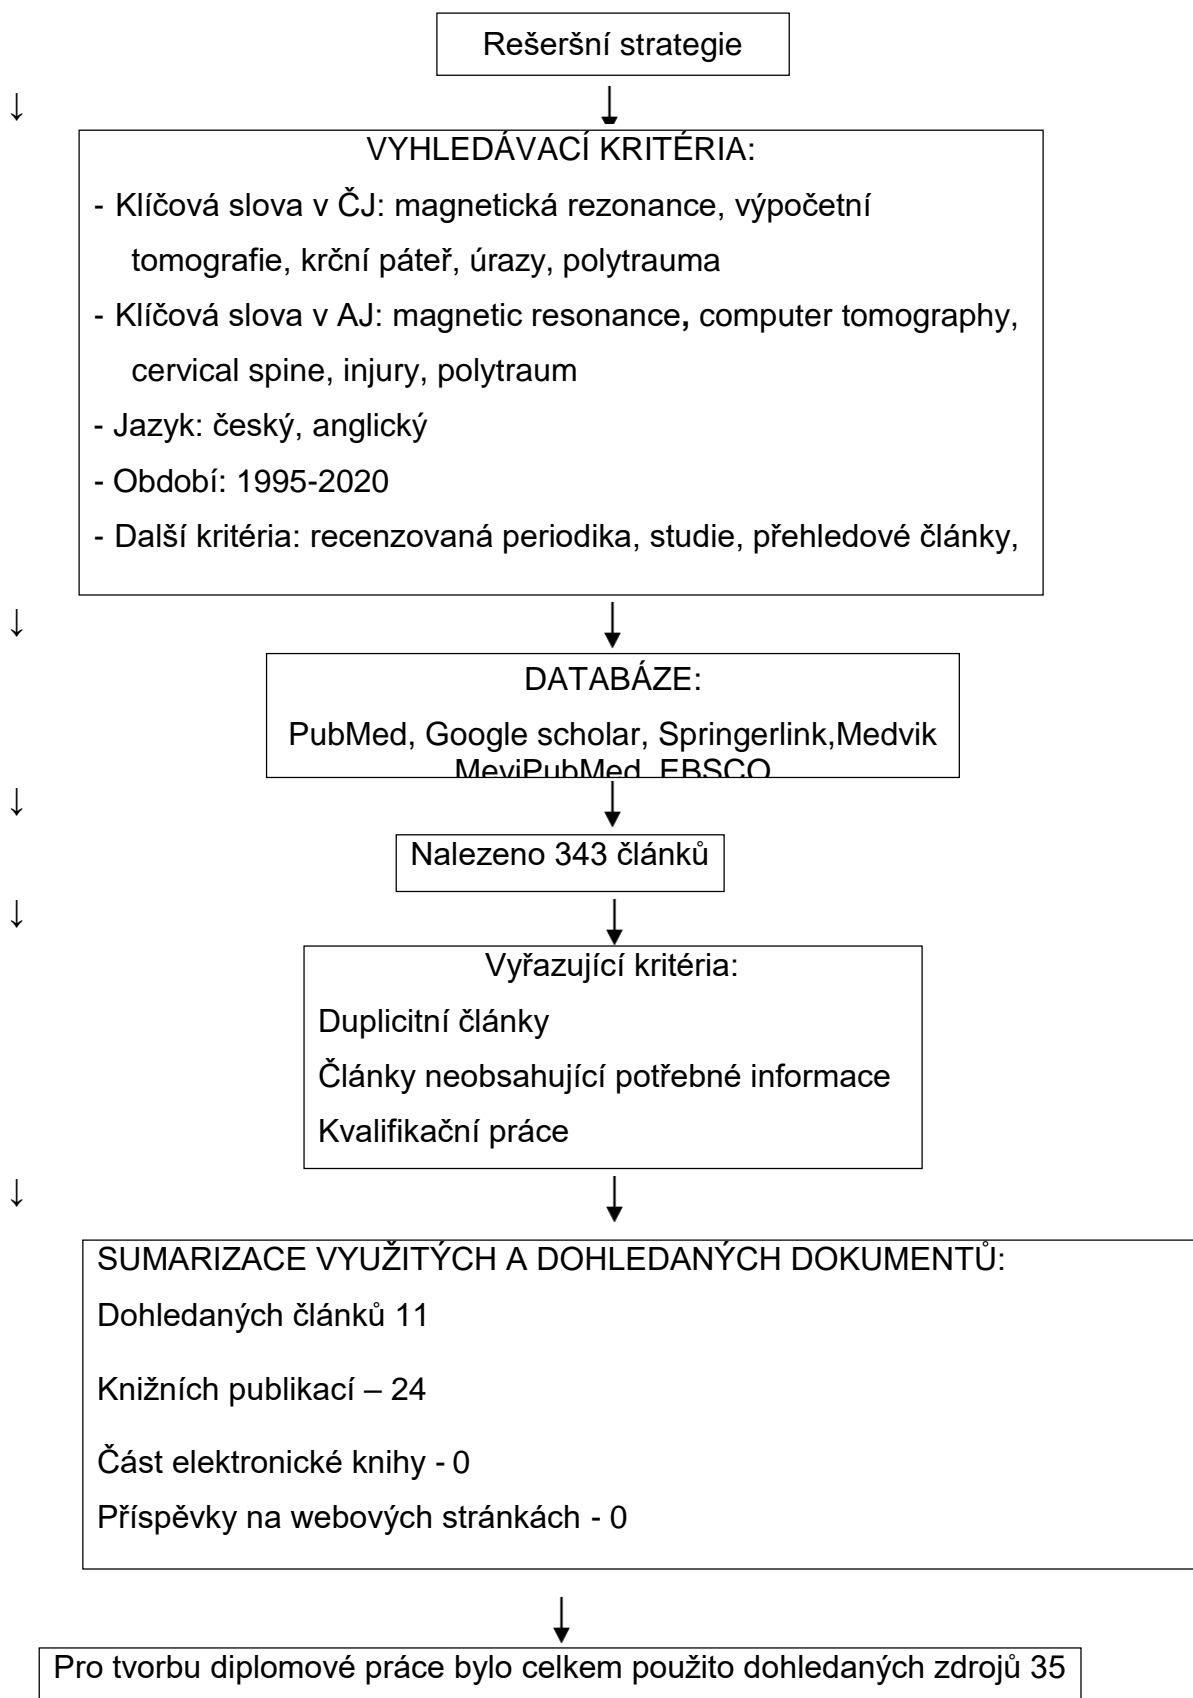 Rešeršní strategie
↓
VYHLEDÁVACÍ KRITÉRIA:
- Klíčová slova v ČJ: magnetická rezonance, výpočetní
tomografie, krční páteř, úrazy, polytrauma
- Klíčová slova v AJ: magnetic resonance, computer tomography,
cervical spine, injury, polytraum
- Jazyk: český, anglický
- Období: 1995-2020
- Další kritéria: recenzovaná periodika, studie, přehledové články,
↓
DATABÁZE:
PubMed, Google scholar, Springerlink,Medvik
MeviPubMed, EBSCO
↓
Nalezeno 343 článků
↓
Vyřazující kritéria:
Duplicitní články
Články neobsahující potřebné informace
Kvalifikační práce
↓
SUMARIZACE VYUŽITÝCH A DOHLEDANÝCH DOKUMENTŮ:
Dohledaných článků 11
Knižních publikací – 24
Část elektronické knihy - 0
Příspěvky na webových stránkách - 0
Pro tvorbu diplomové práce bylo celkem použito dohledaných zdrojů 35